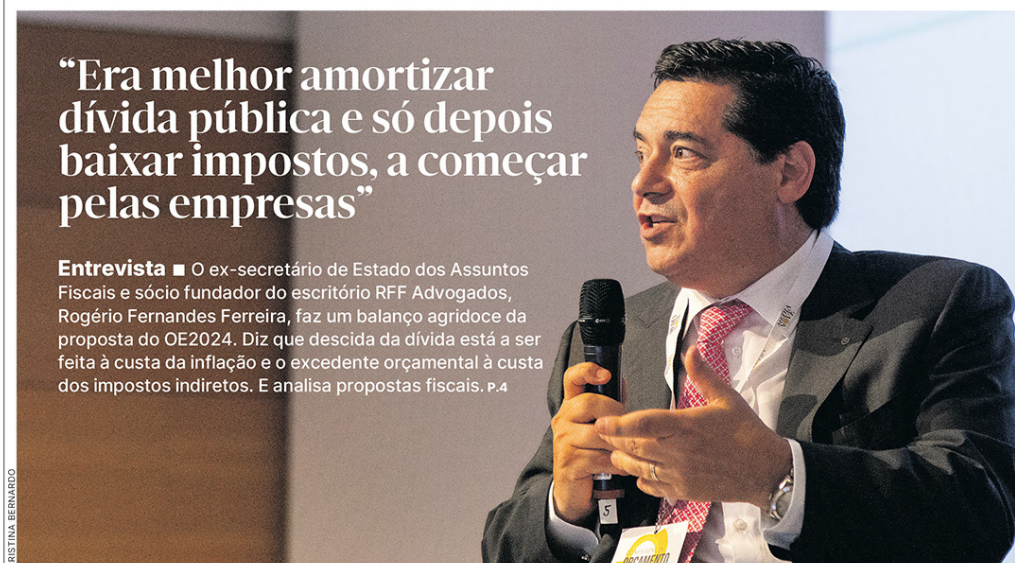 “Era melhor amortizar
dívida pública e só depois
baixar impostos, a começar
pelas empresas”
Entrevista ■ O ex-secretário de Estado dos Assuntos
Fiscais e sócio fundador do escritório RFF Advogados,
Rogério Fernandes Ferreira, faz um balanço agridoce da
proposta do OE2024. Diz que descida da dívida está a ser
feita à custa da inflação e o excedente orçamental à custa
dos impostos indiretos. E analisa propostas fiscais. P.4
RISTINA BERNARDO
5
ORÇAMENTO